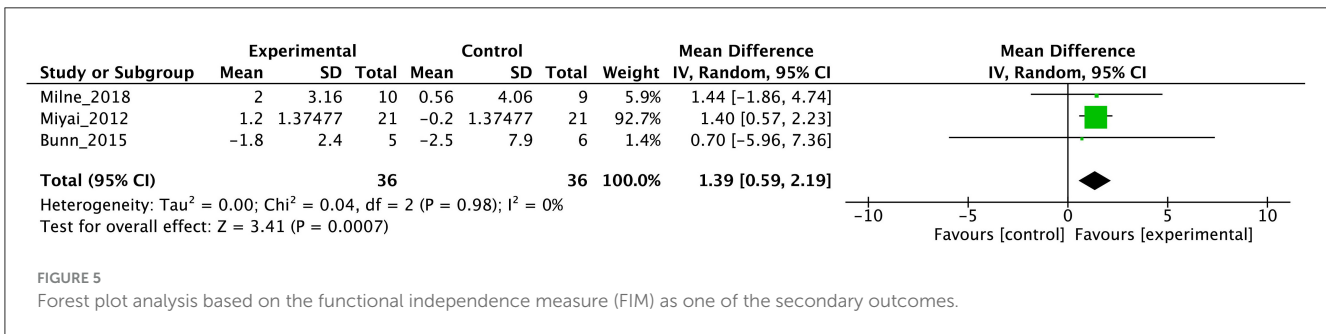 Experimental Control Mean Difference Mean Difference
Study or Subgroup Mean SD Total Mean SD Total Weight IV, Random, 95% CI IV, Random, 95% CI
Milne_2018 2 3.16 10 0.56 4.06 9 5.9% 1.44 [−1.86, 4.74]
Miyai_2012 1.2 1.37477 21 −0.2 1.37477 21 92.7% 1.40 [0.57, 2.23]
Bunn_2015 −1.8 2.4 5 −2.5 7.9 6 1.4% 0.70 [−5.96, 7.36]
Total (95% CI) 36 36 100.0% 1.39 [0.59, 2.19]
Heterogeneity: Tau² = 0.00; Chi² = 0.04, df = 2 (P = 0.98); I² = 0%
Test for overall effect: Z = 3.41 (P = 0.0007)
−10 −5 0 5 10
Favours [control] Favours [experimental]
FIGURE 5
Forest plot analysis based on the functional independence measure (FIM) as one of the secondary outcomes.